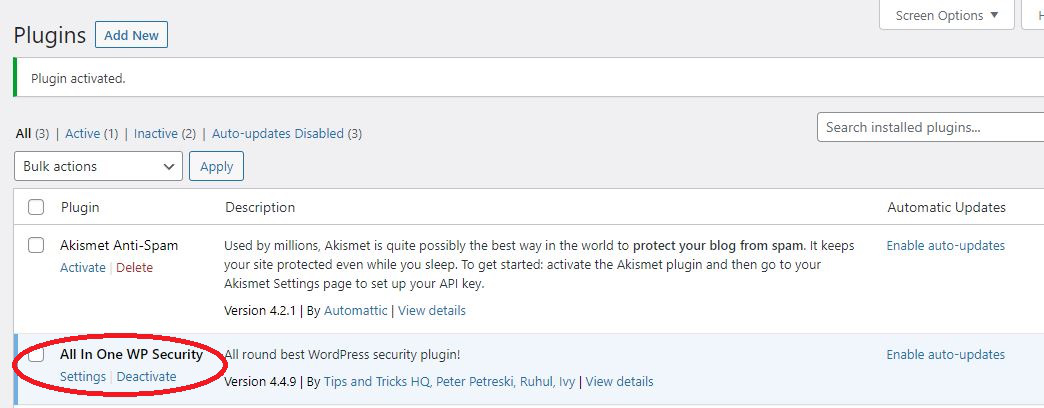 Screen Options ▼
H
Plugins Add New
Plugin activated.
All (3) | Active (1) | Inactive (2) | Auto-updates Disabled (3)
Search installed plugins...
Bulk actions Apply
Plugin Description Automatic Updates
Akismet Anti-Spam
Activate | Delete
Used by millions, Akismet is quite possibly the best way in the world to protect your blog from spam. It keeps
your site protected even while you sleep. To get started: activate the Akismet plugin and then go to your
Akismet Settings page to set up your API key.
Version 4.2.1 | By Automattic | View details
Enable auto-updates
All In One WP Security
Settings | Deactivate
All round best WordPress security plugin!
Version 4.4.9 | By Tips and Tricks HQ, Peter Petreski, Ruhul, Ivy | View details
Enable auto-updates